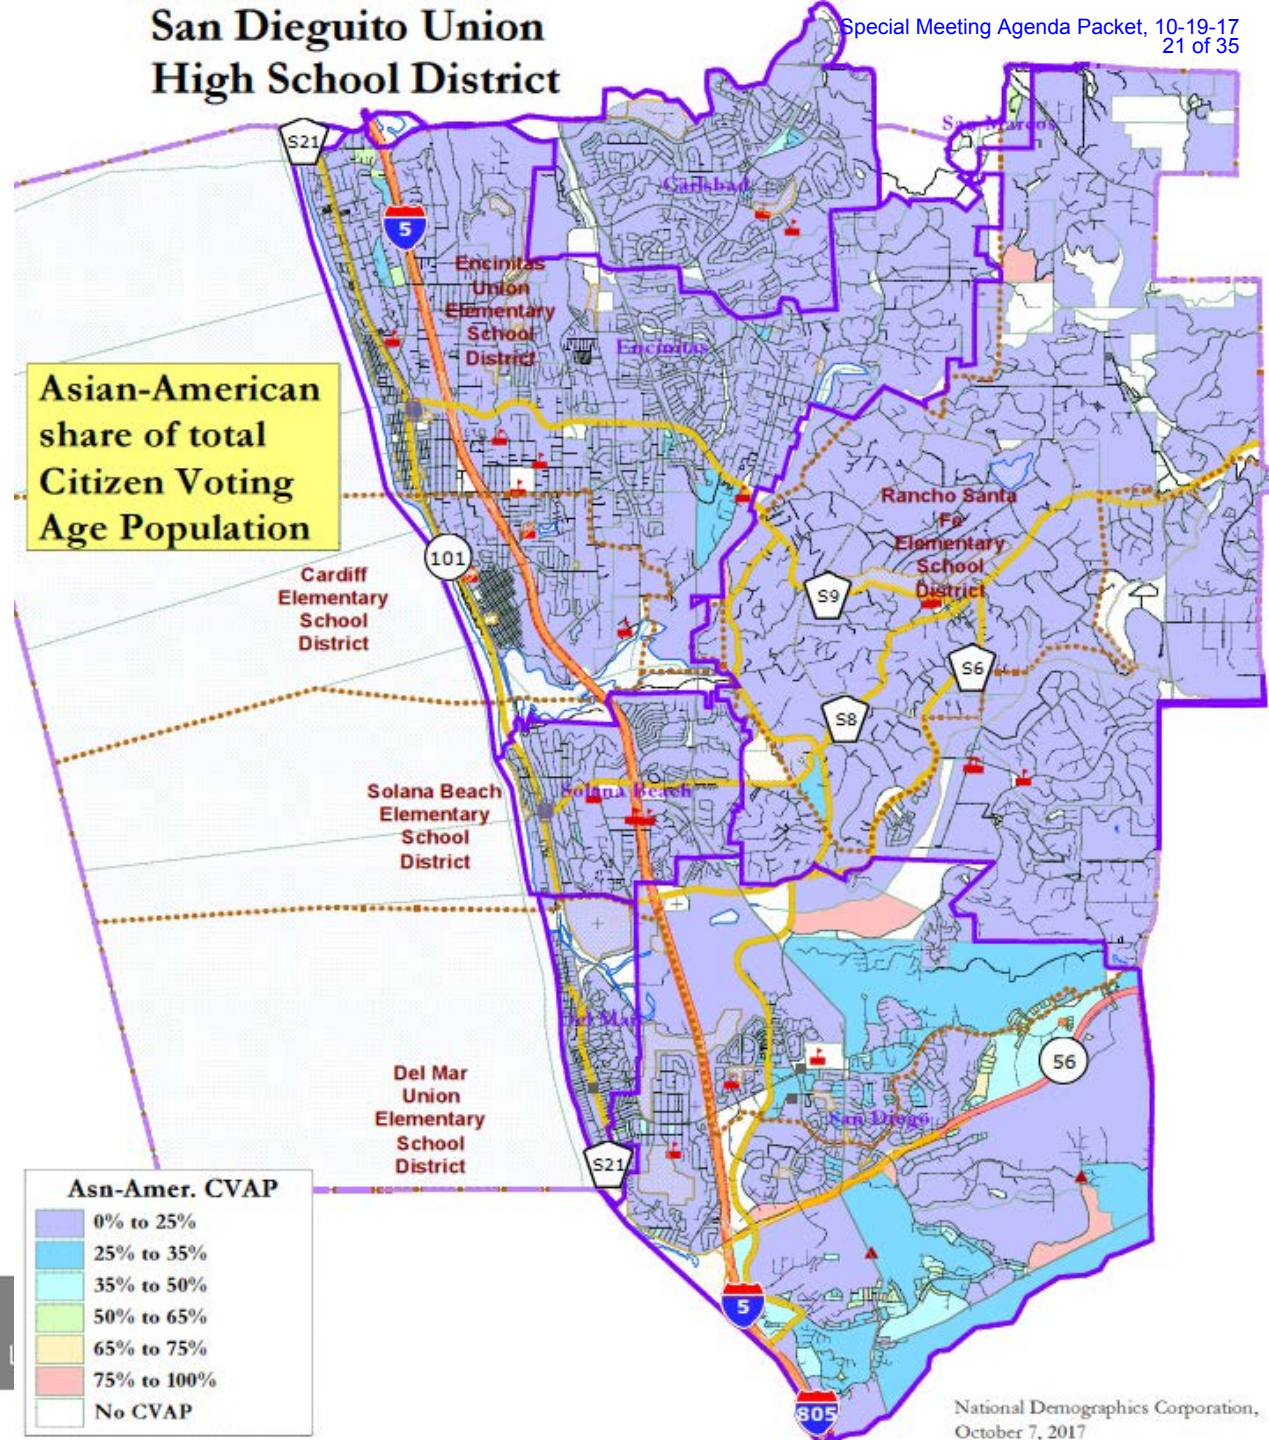 San Dieguito Union
High School District
Special Meeting Agenda Packet, 10-19-17
21 of 35
S21
San Marcos
Carlsbad
5
Encinitas
Union
Elementary
School
District
Encinitas
Asian-American
share of total
Citizen Voting
Age Population
Rancho Santa
Fe
Elementary
School
District
101
Cardiff
Elementary
School
District
S9
S6
S8
Solana Beach
Elementary
School
District
Solana Beach
Del Mar
56
Del Mar
Union
Elementary
School
District
San Diego
S21
Asn-Amer. CVAP
0% to 25%
25% to 35%
35% to 50%
50% to 65%
65% to 75%
75% to 100%
No CVAP
5
805
National Demographics Corporation,
October 7, 2017